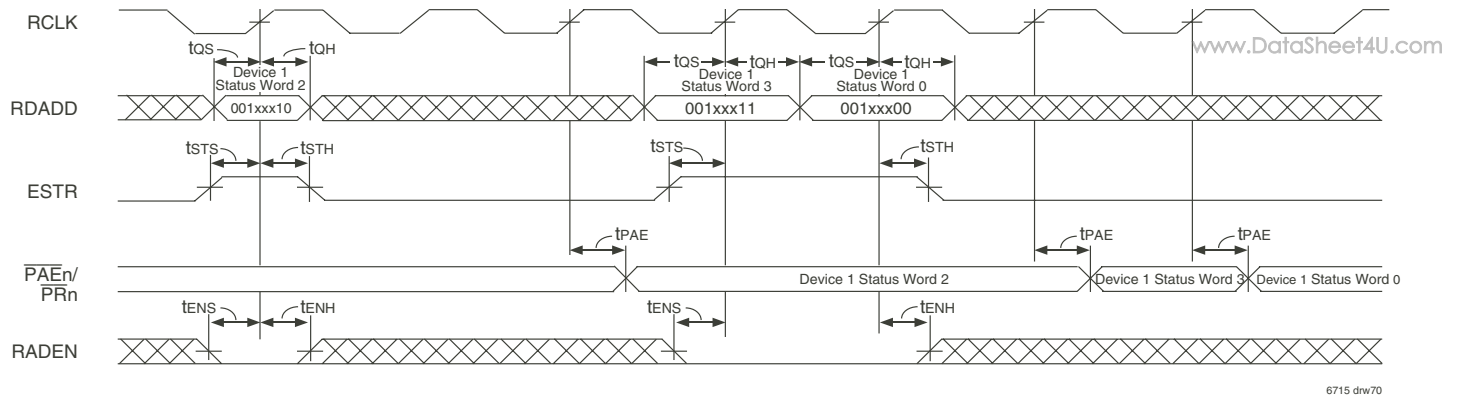 RCLK
www.DataSheet4U.com
tQS
tQH
tQS
tQH
tQS
tQH
Device 1
Status Word 2
Device 1
Status Word 3
Device 1
Status Word 0
RDADD
001xxx10
001xxx11
001xxx00
tSTS
tSTH
tSTS
tSTH
ESTR
tPAE
tPAE
tPAE
PAEn/
PRn
Device 1 Status Word 2
Device 1 Status Word 3
Device 1 Status Word 0
tENS
tENH
tENS
tENH
RADEN
6715 drw70